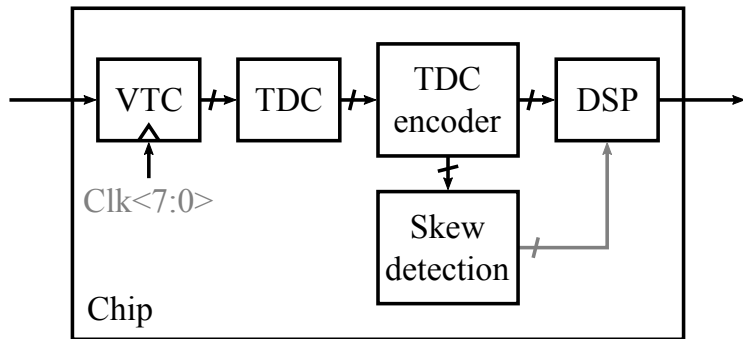 VTC
TDC
TDC
encoder
DSP
Clk<7:0>
Skew
detection
Chip